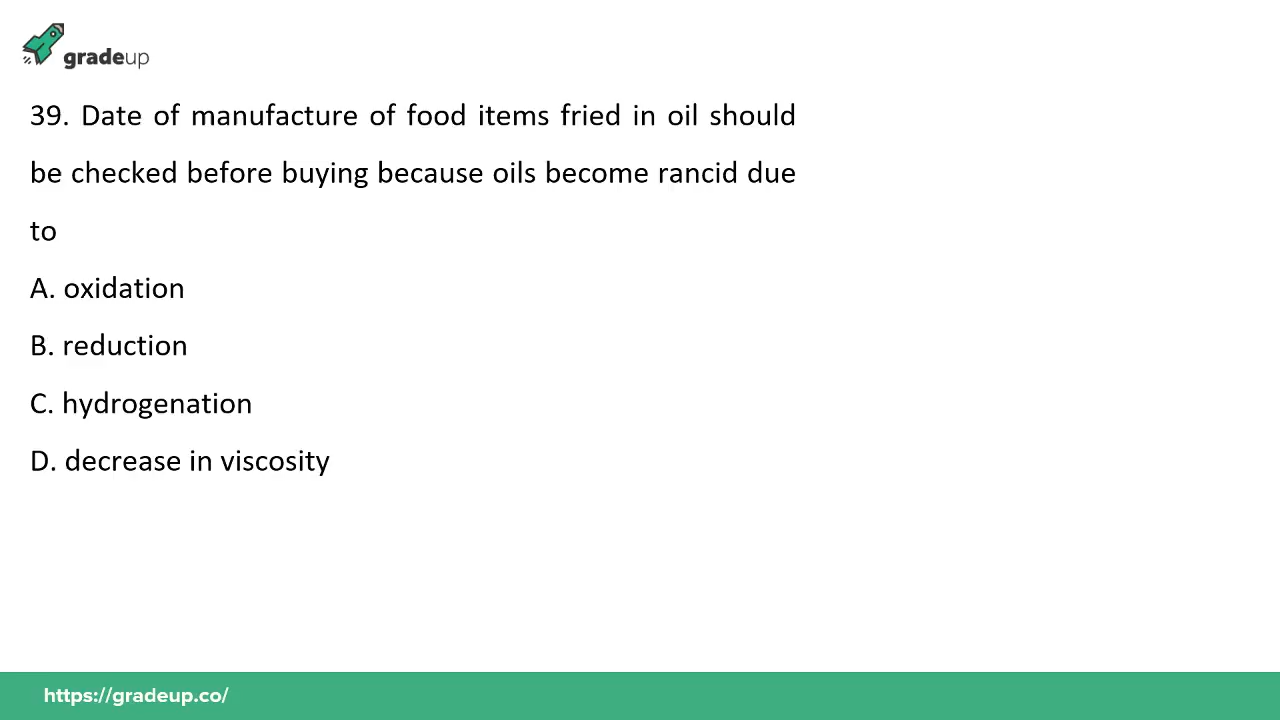 gradeup
39. Date of manufacture of food items fried in oil should
be checked before buying because oils become rancid due
to
A. oxidation
B. reduction
C. hydrogenation
D. decrease in viscosity
https://gradeup.co/